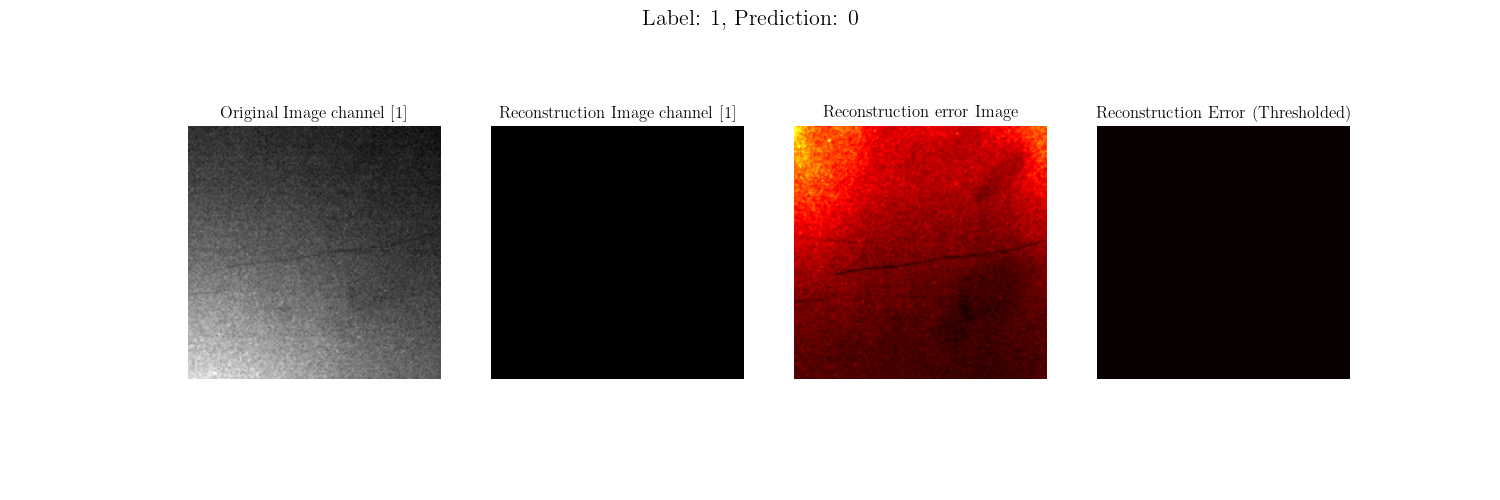 Label: 1, Prediction: 0
Original Image channel [1]
Reconstruction Image channel [1]
Reconstruction error Image
Reconstruction Error (Thresholded)